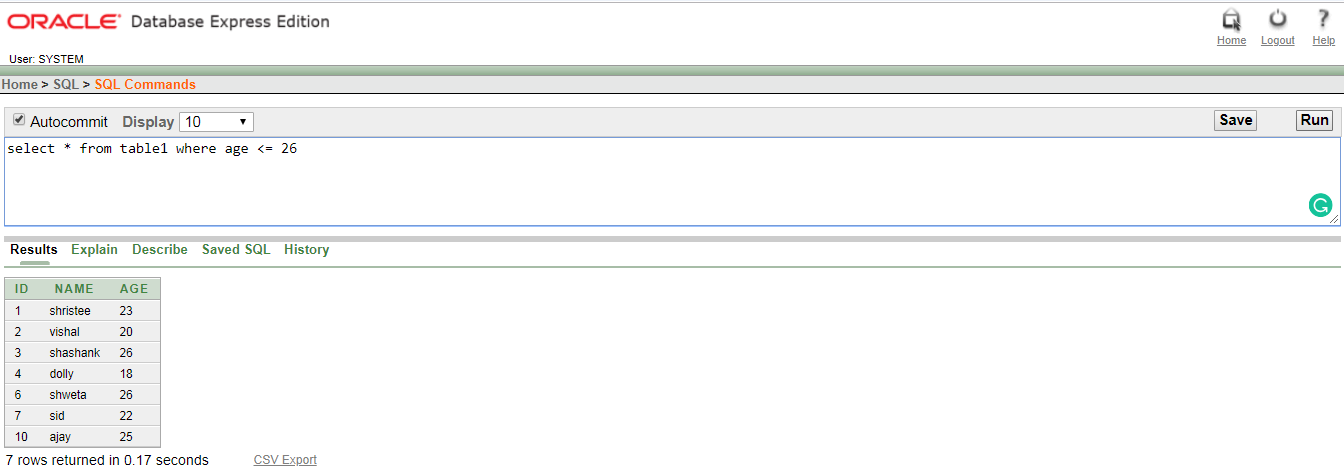 ORACLE® Database Express Edition
Home Logout Help
User: SYSTEM
Home > SQL > SQL Commands
Autocommit Display 10 Save Run
select * from table1 where age <= 26
Results Explain Describe Saved SQL History
ID NAME AGE
1 shristee 23
2 vishal 20
3 shashank 26
4 dolly 18
6 shweta 26
7 sid 22
10 ajay 25
7 rows returned in 0.17 seconds CSV Export